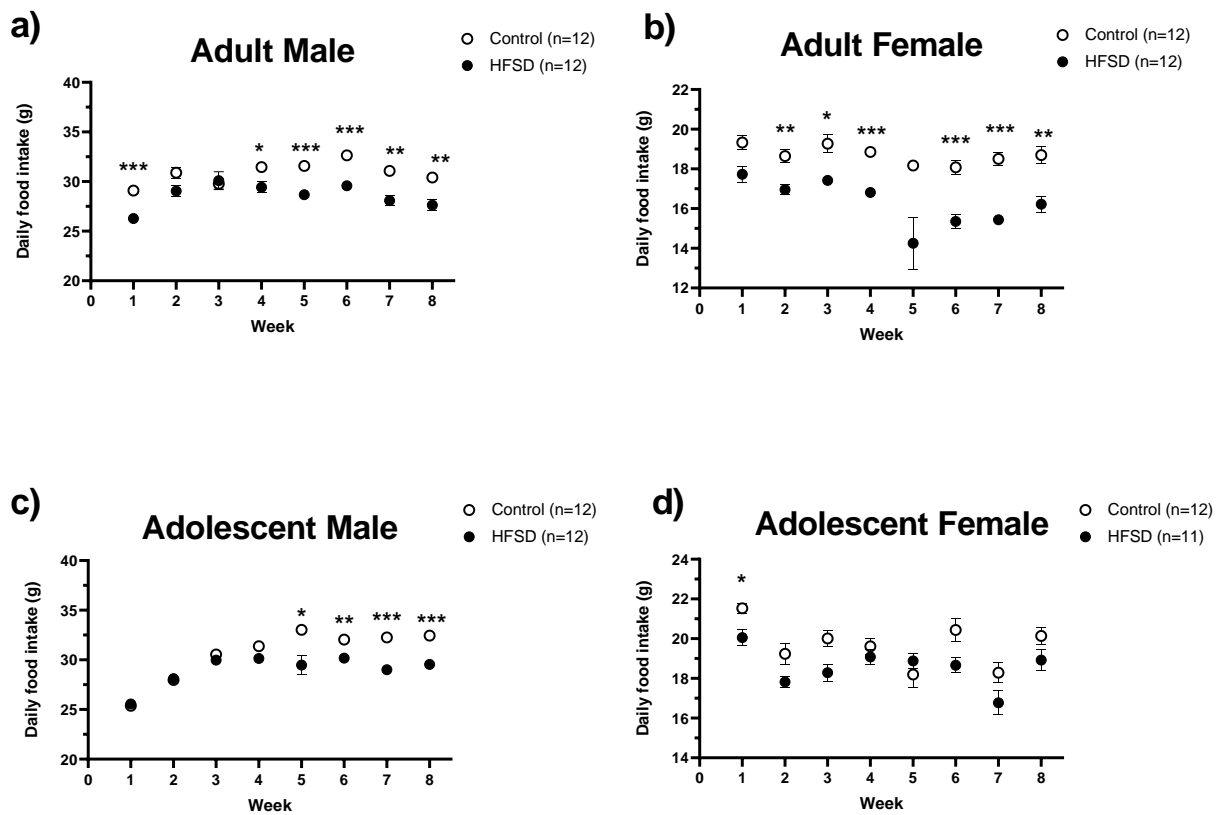 a)
Adult Male
Control (n=12)
HFSD (n=12)
Daily food intake (g)
40
35
30
25
20
*** * *** *** ** **
0 1 2 3 4 5 6 7 8
Week
b)
Adult Female
Control (n=12)
HFSD (n=12)
Daily food intake (g)
22
20
18
16
14
12
** * *** *** *** **
0 1 2 3 4 5 6 7 8
Week
c)
Adolescent Male
Control (n=12)
HFSD (n=12)
Daily food intake (g)
40
35
30
25
20
* ** *** ***
0 1 2 3 4 5 6 7 8
Week
d)
Adolescent Female
Control (n=12)
HFSD (n=11)
Daily food intake (g)
24
22
20
18
16
14
*
0 1 2 3 4 5 6 7 8
Week